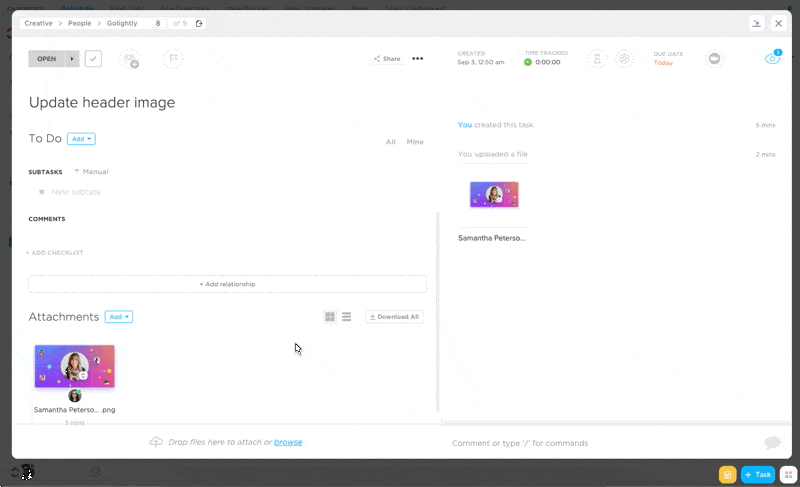 Creative > People > Golightly 8 of 9
OPEN
Share
CREATED
Sep 3, 12:50 am
TIME TRACKED
0:00:00
DUE DATE
Today
1
Update header image
To Do Add
All Mine
SUBTASKS Manual
New subtask
COMMENTS
+ ADD CHECKLIST
+ Add relationship
Attachments Add
Download All
Samantha Peterso... .png
5 mins
Drop files here to attach or browse
You created this task 5 mins
You uploaded a file 2 mins
Samantha Peterso...
Comment or type '/' for commands
+ Task